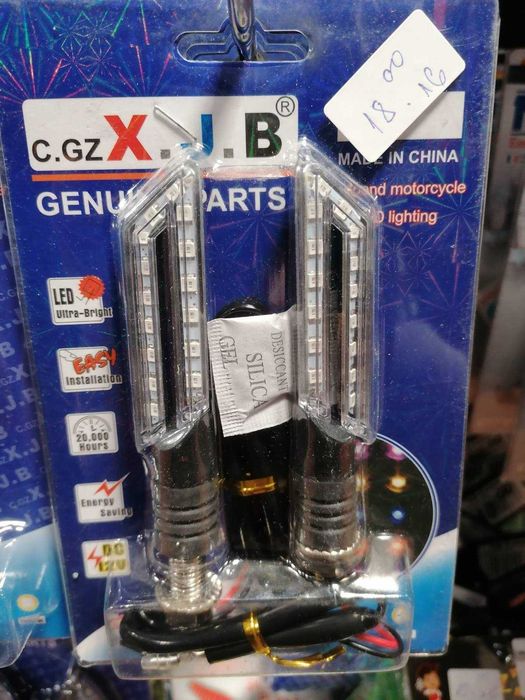 18.00
.16
C.GZ X.J.B®
MADE IN CHINA
GENU PARTS
and motorcycle
lighting
LED
Ultra-Bright
EASY
Installation
20,000
Hours
Energy
Saving
DC
12V
DESICCANT
SILICA
GEL